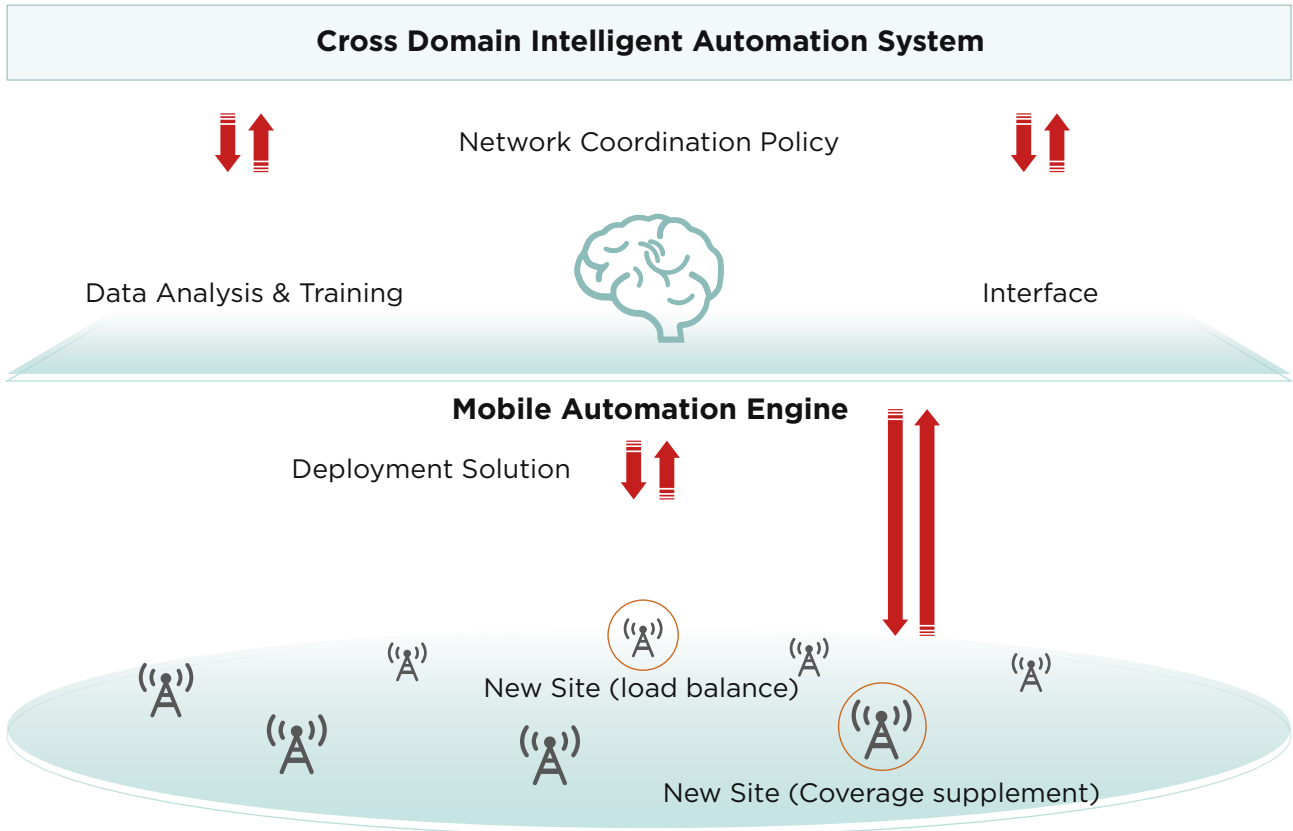 Cross Domain Intelligent Automation System
Network Coordination Policy
Data Analysis & Training
Interface
Mobile Automation Engine
Deployment Solution
New Site (load balance)
New Site (Coverage supplement)